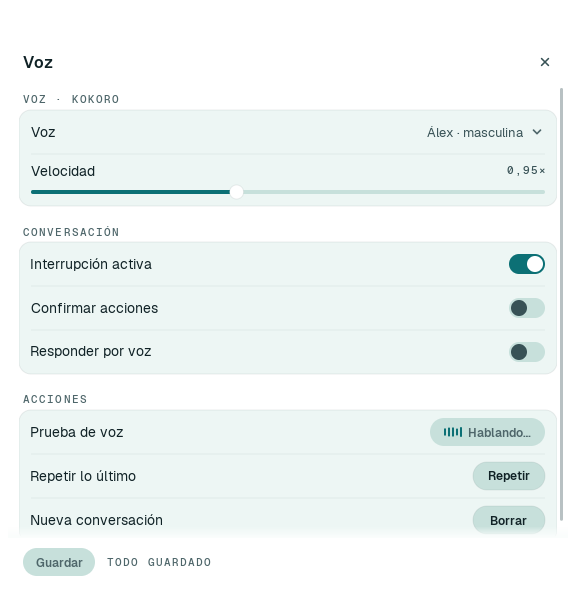 Voz
×
VOZ · KOKORO
Voz Álex · masculina
Velocidad 0,95×
CONVERSACIÓN
Interrupción activa
Confirmar acciones
Responder por voz
ACCIONES
Prueba de voz Hablando…
Repetir lo último Repetir
Nueva conversación Borrar
Guardar TODO GUARDADO